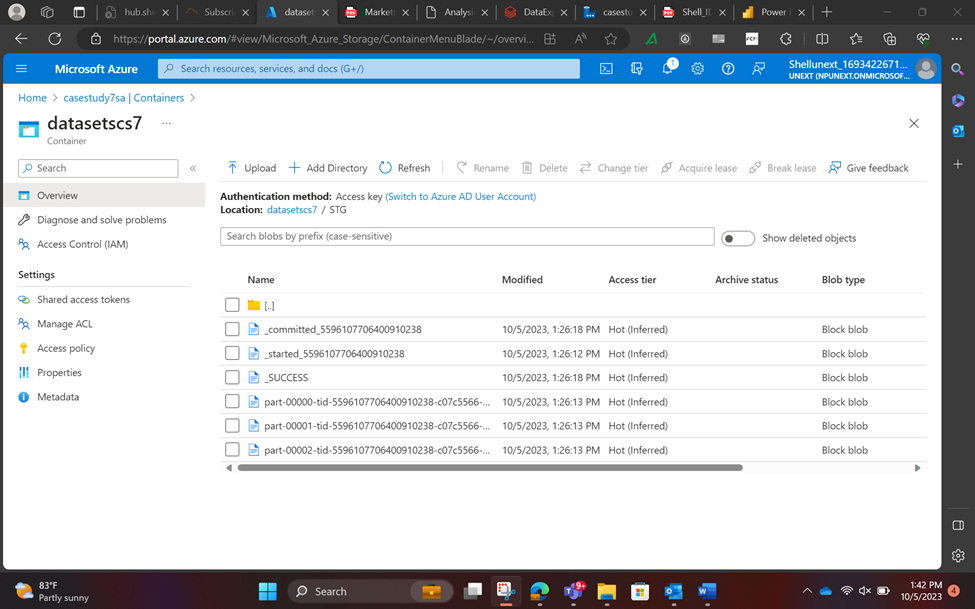 hub.she
Subscri
dataset
Market
Analysi
DataEx
casestu
Shell_I
Power
https://portal.azure.com/#view/Microsoft_Azure_Storage/ContainerMenuBlade/~/overvi...
Microsoft Azure
Search resources, services, and docs (G+/)
1
Shellunext_1693422671...
UNEXT (NPUNEXT.ONMICROSOF...
Home > casestudy7sa | Containers >
datasetscs7 ...
Container
Search
«
Upload
Add Directory
Refresh
Rename
Delete
Change tier
Acquire lease
Break lease
Give feedback
Overview
Diagnose and solve problems
Access Control (IAM)
Settings
Shared access tokens
Manage ACL
Access policy
Properties
Metadata
Authentication method: Access key (Switch to Azure AD User Account)
Location: datasetscs7 / STG
Search blobs by prefix (case-sensitive)
Show deleted objects
Name Modified Access tier Archive status Blob type
[..]
_committed_5596107706400910238 10/5/2023, 1:26:18 PM Hot (Inferred) Block blob
_started_5596107706400910238 10/5/2023, 1:26:12 PM Hot (Inferred) Block blob
_SUCCESS 10/5/2023, 1:26:18 PM Hot (Inferred) Block blob
part-00000-tid-5596107706400910238-c07c5566-... 10/5/2023, 1:26:13 PM Hot (Inferred) Block blob
part-00001-tid-5596107706400910238-c07c5566-... 10/5/2023, 1:26:13 PM Hot (Inferred) Block blob
part-00002-tid-5596107706400910238-c07c5566-... 10/5/2023, 1:26:13 PM Hot (Inferred) Block blob
83°F
Partly sunny
Search
9+
1:42 PM
10/5/2023
4